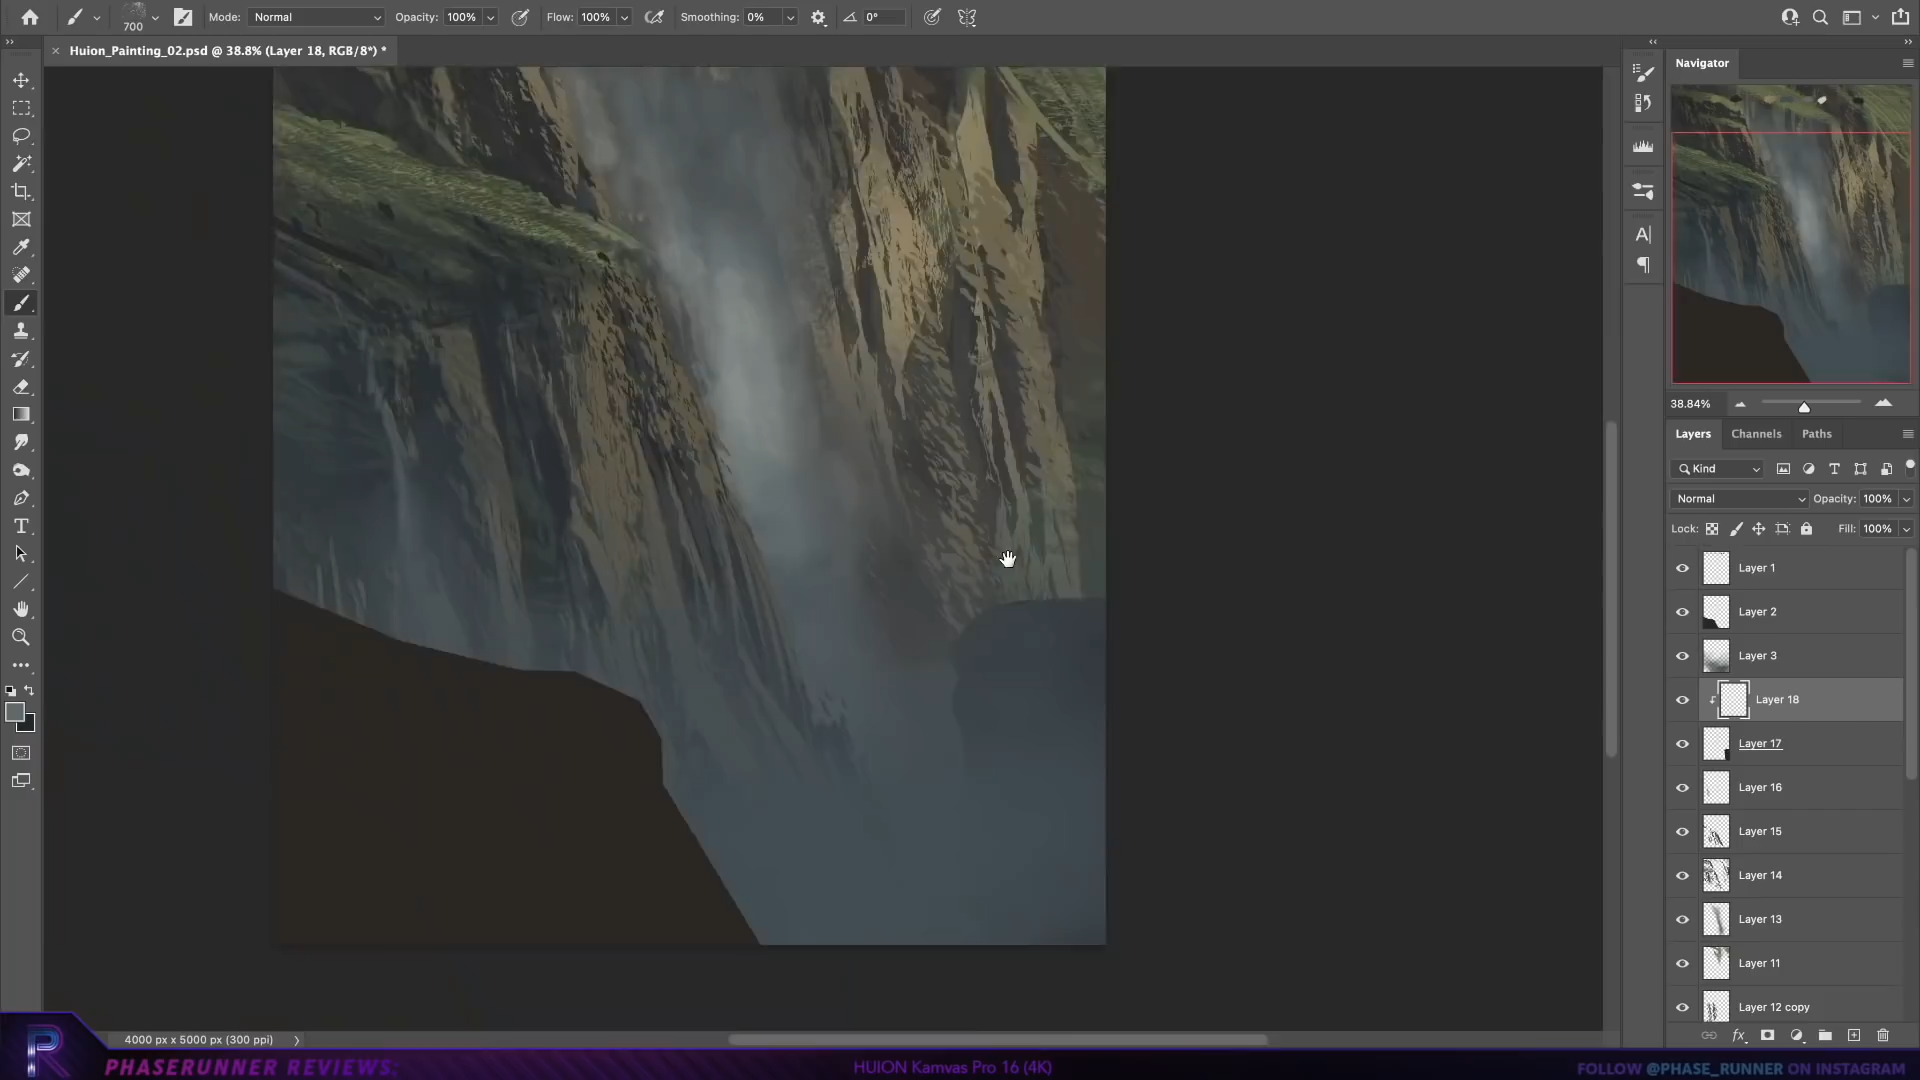 700
Mode:
Normal
Opacity:
100%
Flow:
100%
Smoothing:
0%
0°
Huion_Painting_02.psd @ 38.8% (Layer 18, RGB/8*) *
Navigator
38.84%
Layers
Channels
Paths
Kind
Normal
Opacity:
100%
Lock:
Fill:
100%
Layer 1
Layer 2
Layer 3
Layer 18
Layer 17
Layer 16
Layer 15
Layer 14
Layer 13
Layer 11
Layer 12 copy
4000 px x 5000 px (300 ppi)
PHASERUNNER REVIEWS:
HUION Kamvas Pro 16 (4K)
FOLLOW @PHASE_RUNNER ON INSTAGRAM